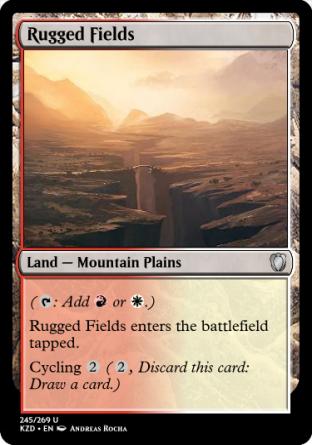 Rugged Fields
Land — Mountain Plains
( : Add or .)
Rugged Fields enters the battlefield
tapped.
Cycling 2 ( 2, Discard this card:
Draw a card.)
245/269 U
KZD • EN Andreas Rocha